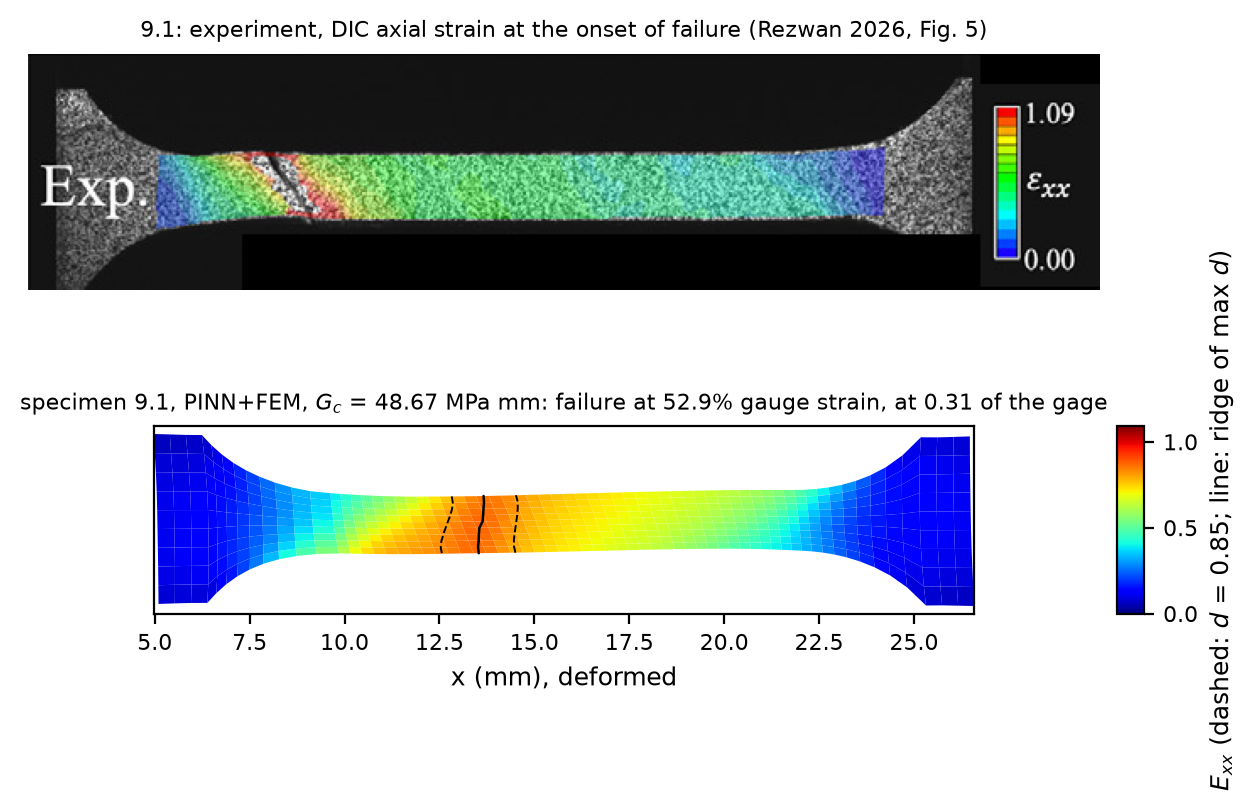 9.1: experiment, DIC axial strain at the onset of failure (Rezwan 2026, Fig. 5)
Exp.
1.09
εxx
0.00
specimen 9.1, PINN+FEM, Gc = 48.67 MPa mm: failure at 52.9% gauge strain, at 0.31 of the gage
1.0
0.5
0.0
Exx (dashed: d = 0.85; line: ridge of max d)
5.0 7.5 10.0 12.5 15.0 17.5 20.0 22.5 25.0
x (mm), deformed